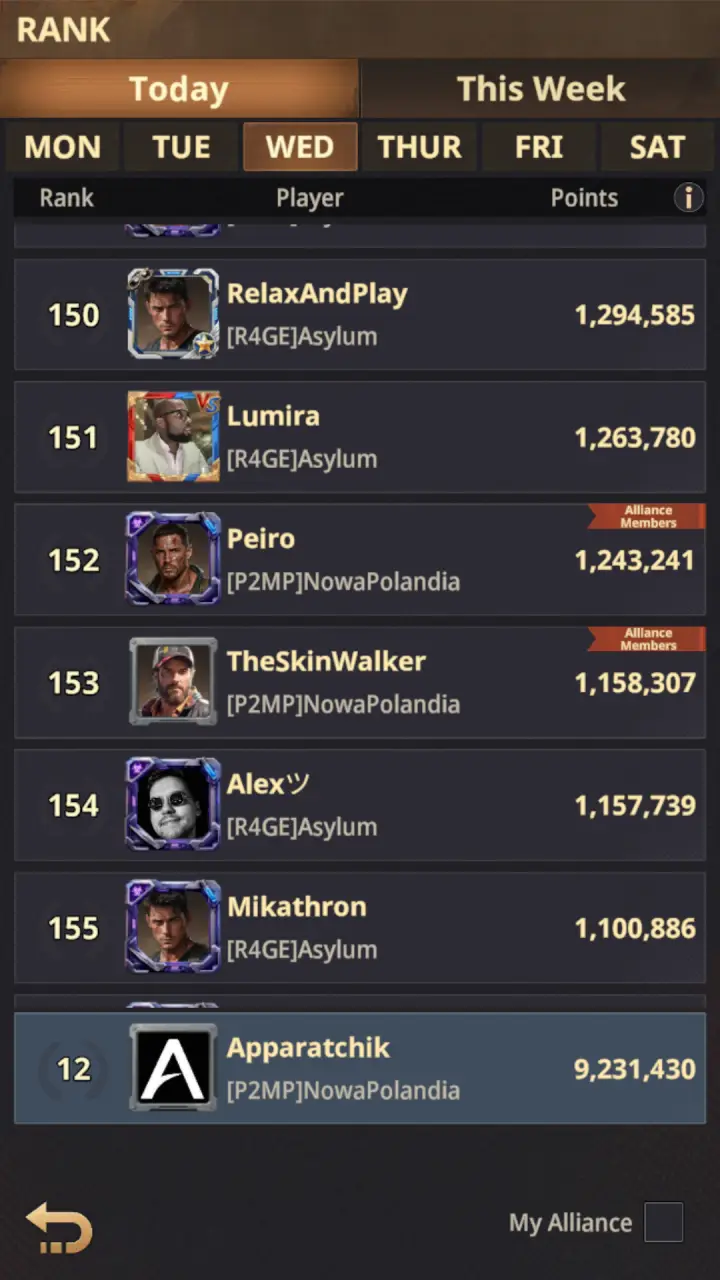 RANK
Today
This Week
MON
TUE
WED
THUR
FRI
SAT
Rank
Player
Points
150
RelaxAndPlay
[R4GE]Asylum
1,294,585
151
Lumira
[R4GE]Asylum
1,263,780
152
Peiro
[P2MP]NowaPolandia
Alliance
Members
1,243,241
153
TheSkinWalker
[P2MP]NowaPolandia
Alliance
Members
1,158,307
154
Alexツ
[R4GE]Asylum
1,157,739
155
Mikathron
[R4GE]Asylum
1,100,886
12
Apparatchik
[P2MP]NowaPolandia
9,231,430
My Alliance